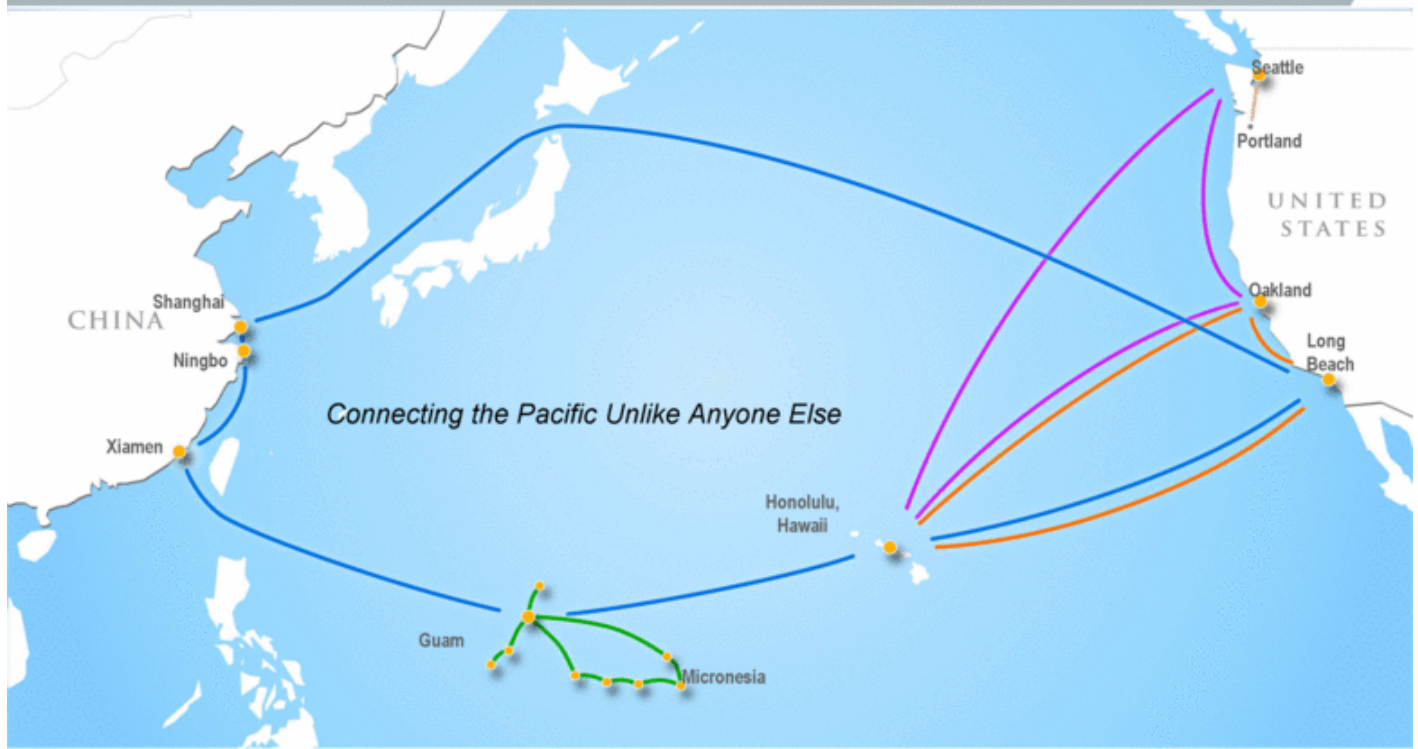 Seattle
Portland
UNITED
STATES
Shanghai
CHINA
Oakland
Ningbo
Long
Beach
Connecting the Pacific Unlike Anyone Else
Xiamen
Honolulu,
Hawaii
Guam
Micronesia